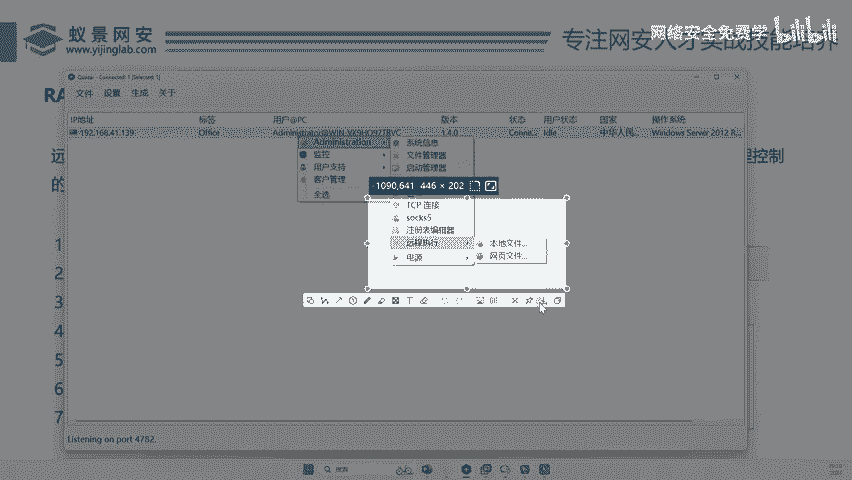 蚁景网安
www.yijinglab.com
专注网安人才实战技能培养
网络安全免费学
bilibili
RA
Quasar - Connected: 1 [Selected: 1]
文件 设置 生成 关于
IP地址 标签 用户@PC 版本 状态 用户状态 国家 操作系统
192.168.41.139 Office 1.4.0 Connec... Idle 中华人民... Windows Server 2012 R...
Administration 系统信息
监控 文件管理器
用户支持 启动管理器
客户管理
全选
1090,641 446 × 202
TCP 连接
socks5
注册表编辑器
远程执行 本地文件...
电源 网页文件...
远
程控制
的
1
2
3
4
5
6
7
Listening on port 4782.
搜索